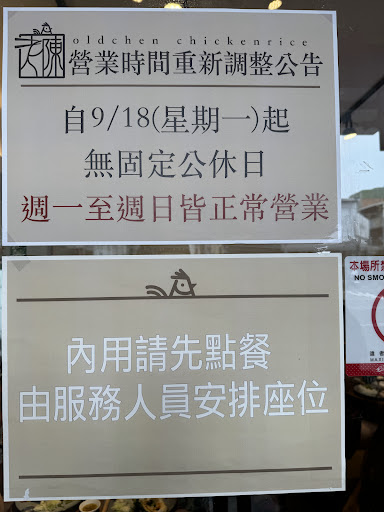 老陳
oldchen chickenrice
營業時間重新調整公告
自9/18(星期一)起
無固定公休日
週一至週日皆正常營業
內用請先點餐
由服務人員安排座位
本場所禁
NO SMO